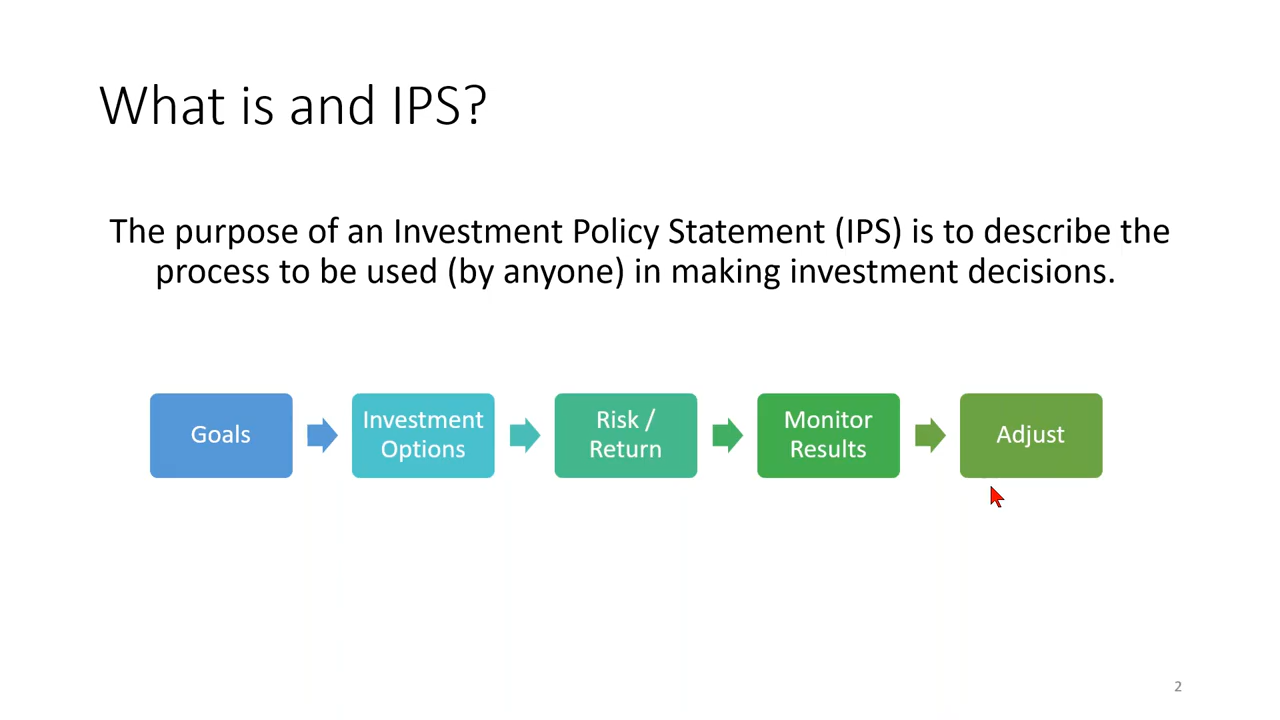 What is and IPS?
The purpose of an Investment Policy Statement (IPS) is to describe the
process to be used (by anyone) in making investment decisions.
Goals
Investment
Options
Risk /
Return
Monitor
Results
Adjust
2